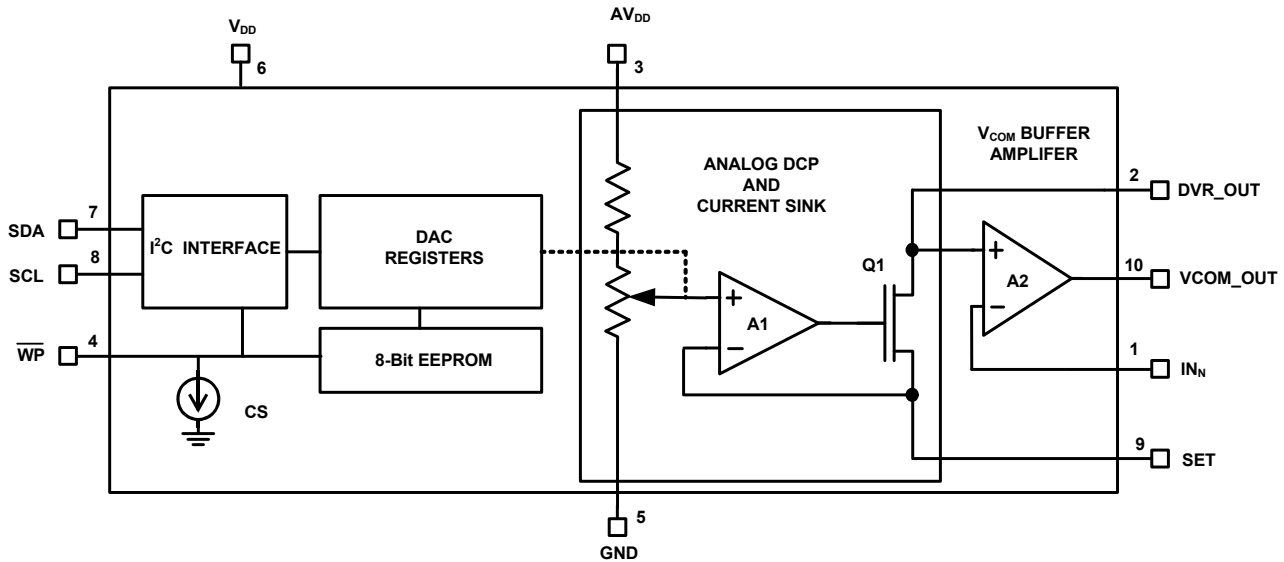 V_DD
6
AV_DD
3
ANALOG DCP
AND
CURRENT SINK
V_COM BUFFER
AMPLIFER
2
DVR_OUT
7
SDA
I²C INTERFACE
DAC
REGISTERS
8
SCL
Q1
+
A1
−
+
A2
−
10
VCOM_OUT
4
W̅P̅
8-Bit EEPROM
1
IN_N
CS
9
SET
5
GND